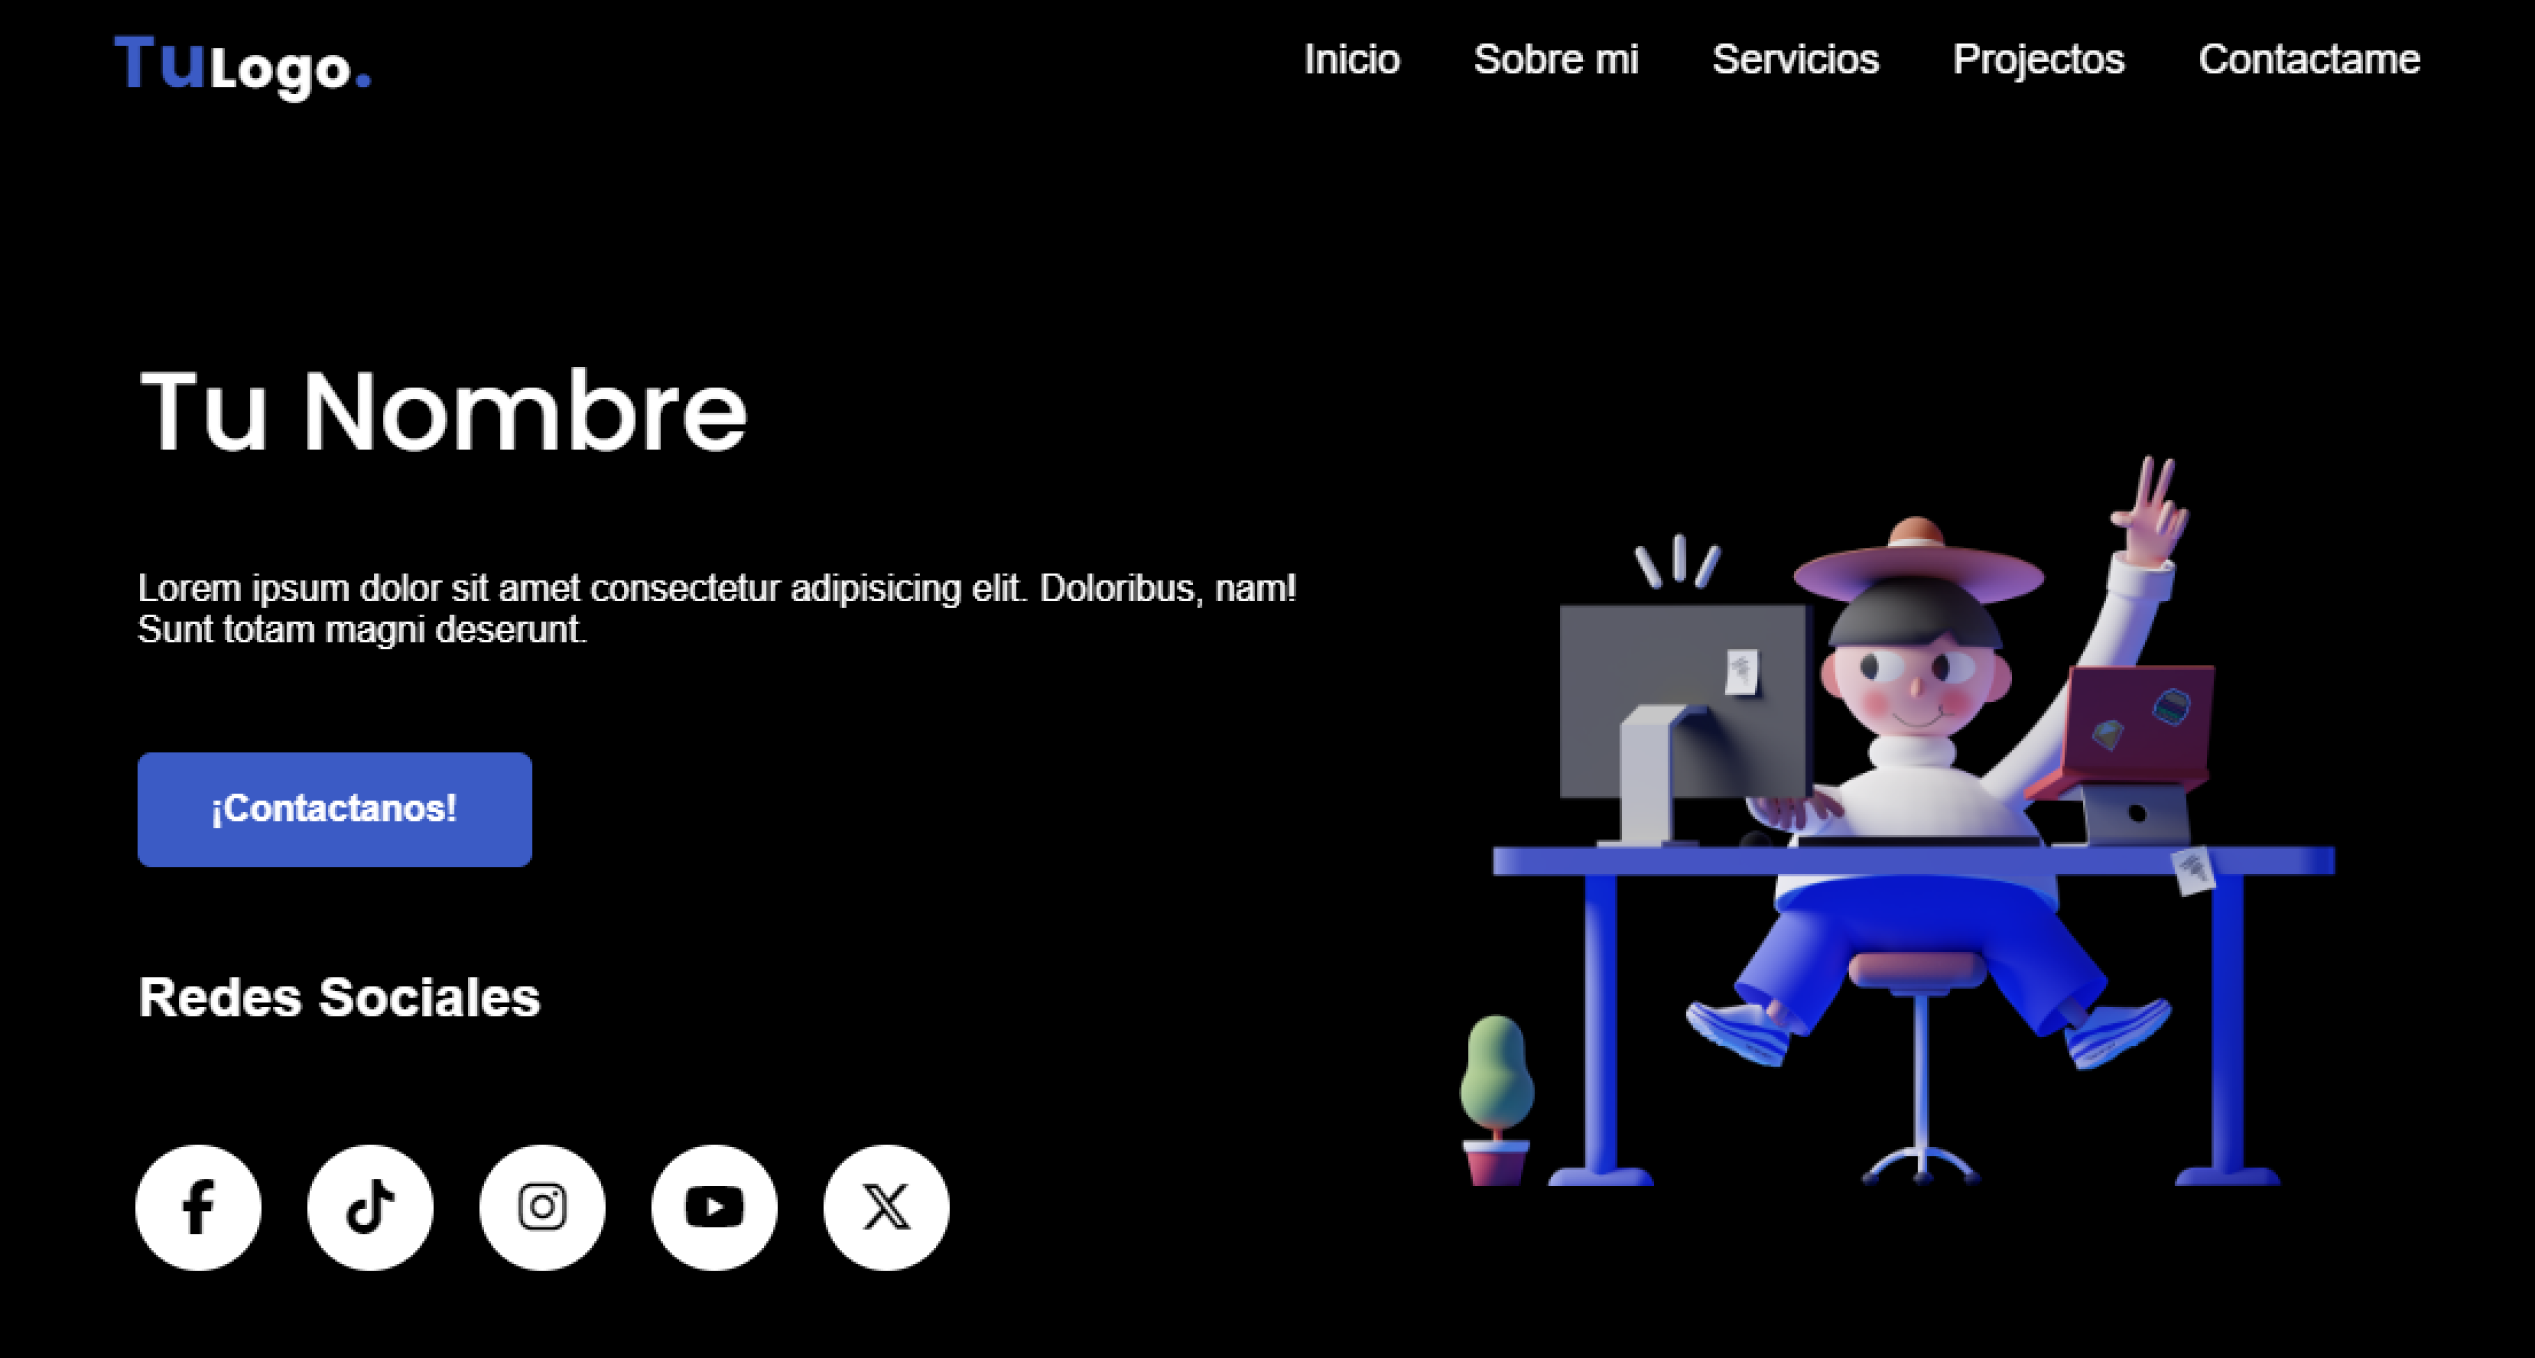 TuLogo.
Inicio Sobre mi Servicios Projectos Contactame
Tu Nombre
Lorem ipsum dolor sit amet consectetur adipisicing elit. Doloribus, nam!
Sunt totam magni deserunt.
¡Contactanos!
Redes Sociales